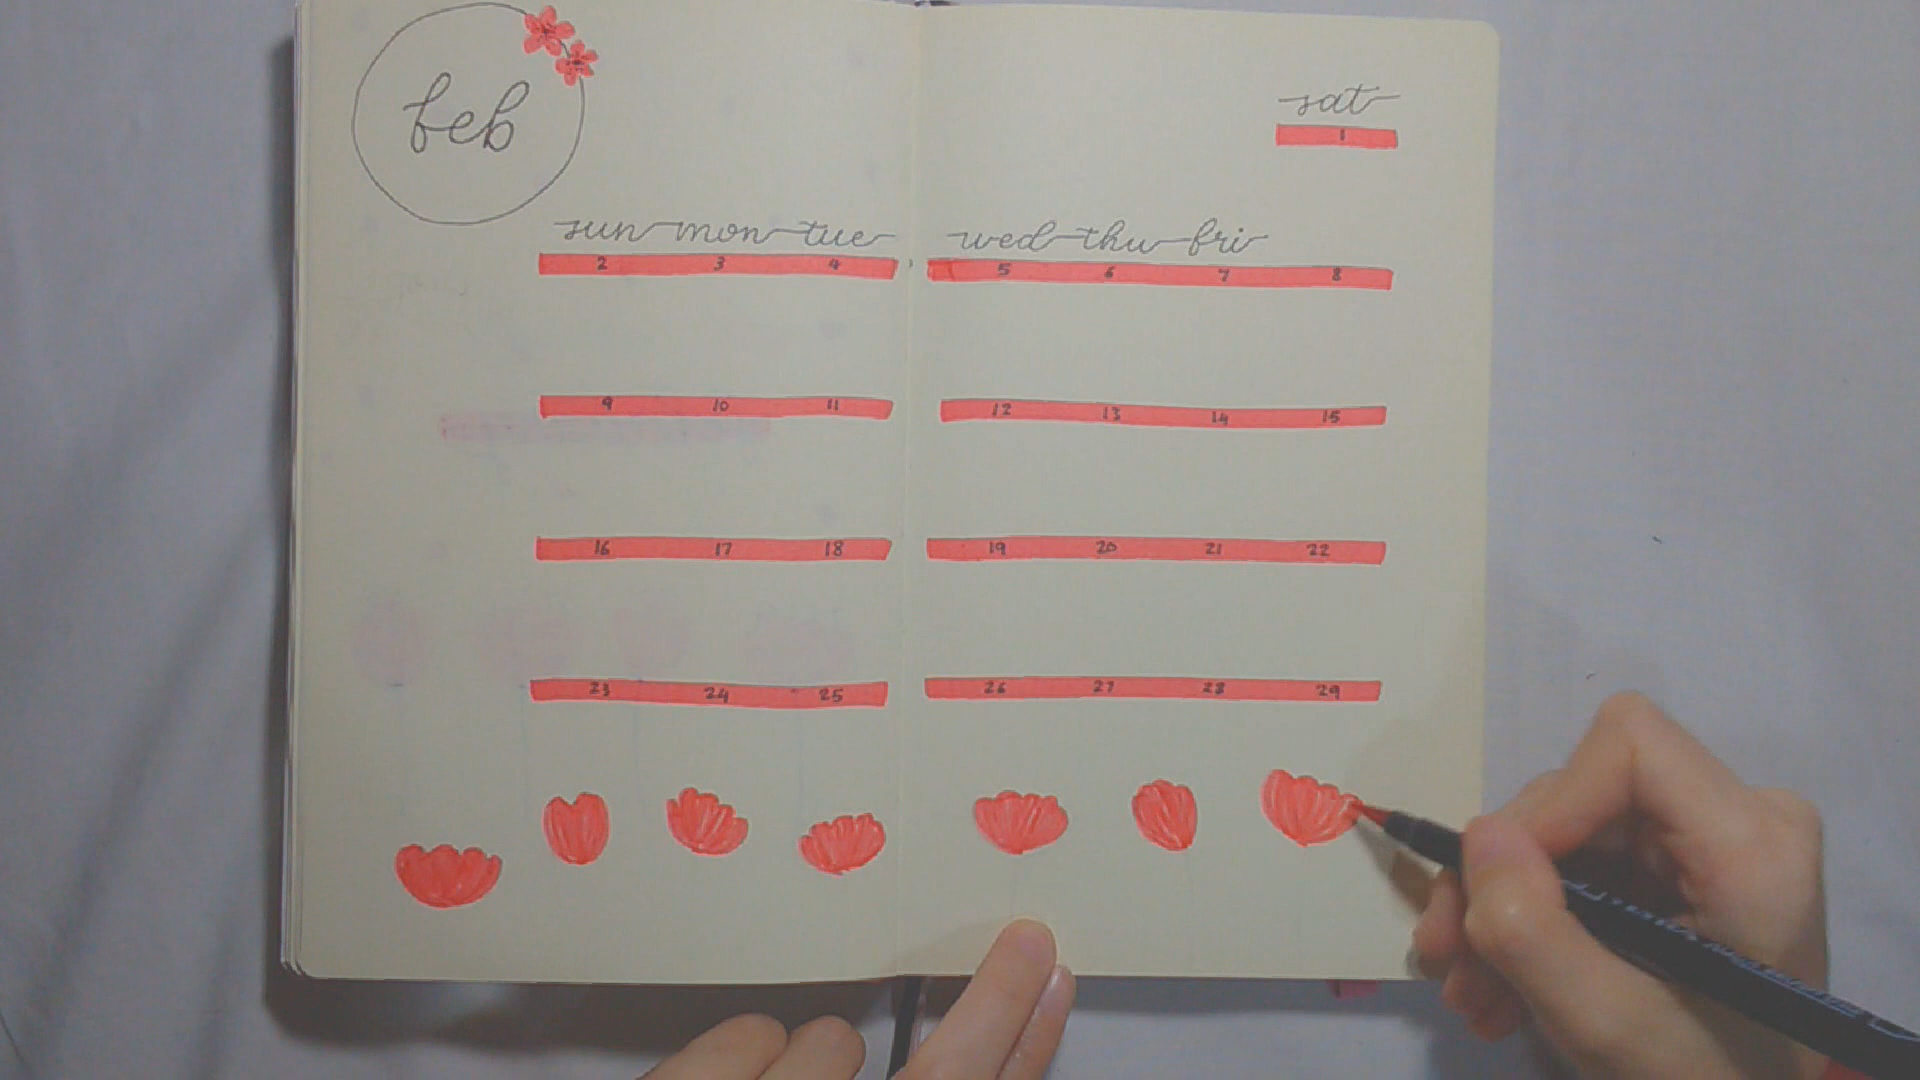 feb
sat
1
sun mon tue wed thu fri
2 3 4 5 6 7 8
9 10 11 12 13 14 15
16 17 18 19 20 21 22
23 24 25 26 27 28 29